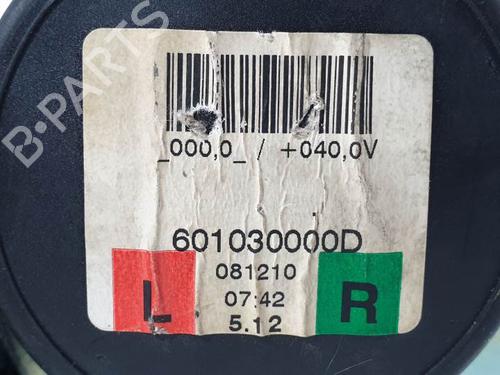 B-PARTS
_000,0_ / +040,0V
601030000D
081210
L
R
07:42
5.12